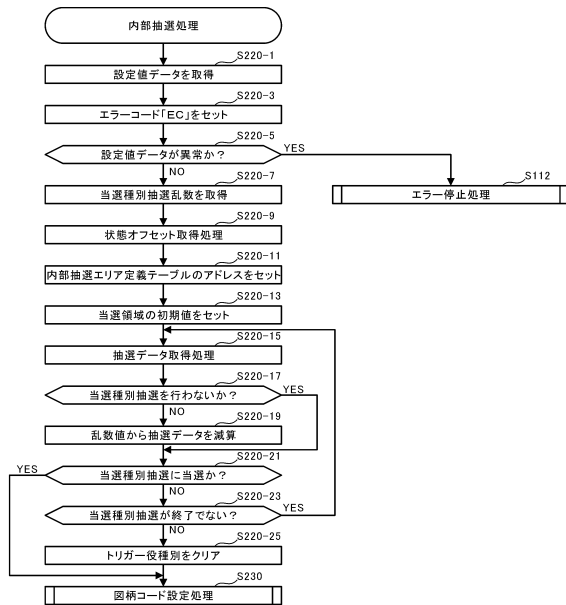 内部抽選処理
S220-1
設定値データを取得
S220-3
エラーコード「EC」をセット
S220-5
設定値データが異常か？
YES
NO
S220-7
当選種別抽選乱数を取得
S112
エラー停止処理
S220-9
状態オフセット取得処理
S220-11
内部抽選エリア定義テーブルのアドレスをセット
S220-13
当選領域の初期値をセット
S220-15
抽選データ取得処理
S220-17
当選種別抽選を行わないか？
YES
NO
S220-19
乱数値から抽選データを減算
S220-21
YES
当選種別抽選に当選か？
NO
S220-23
当選種別抽選が終了でない？
YES
NO
S220-25
トリガー役種別をクリア
S230
図柄コード設定処理